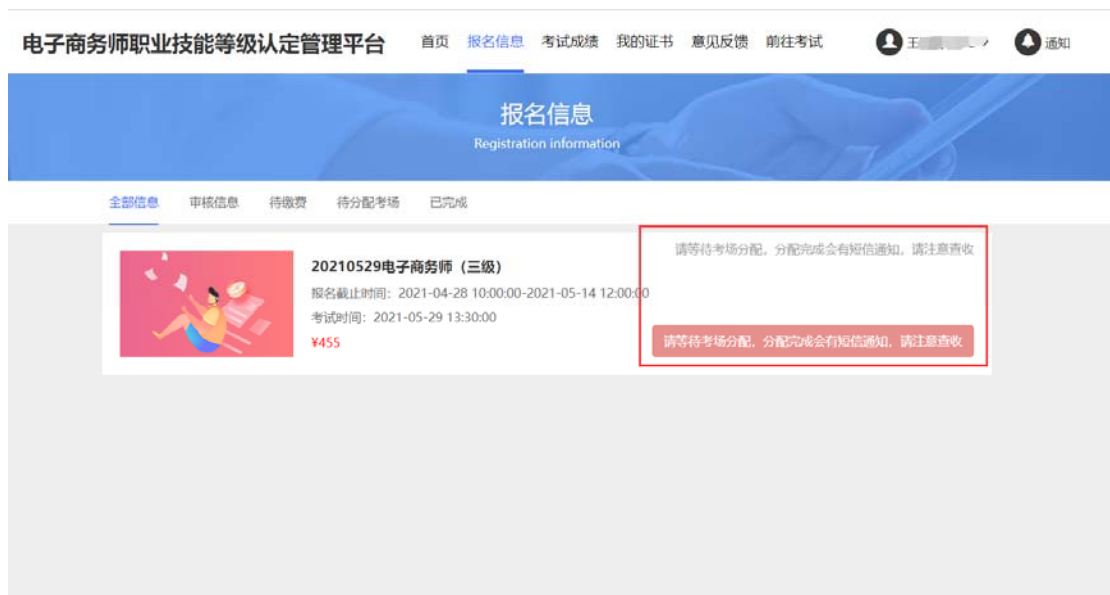 电子商务师职业技能等级认定管理平台 首页 报名信息 考试成绩 我的证书 意见反馈 前往考试 王 通知
报名信息
Registration information
全部信息 审核信息 待缴费 待分配考场 已完成
请等待考场分配，分配完成会有短信通知，请注意查收
20210529电子商务师（三级）
报名截止时间：2021-04-28 10:00:00-2021-05-14 12:00:00
考试时间：2021-05-29 13:30:00
¥455
请等待考场分配，分配完成会有短信通知，请注意查收